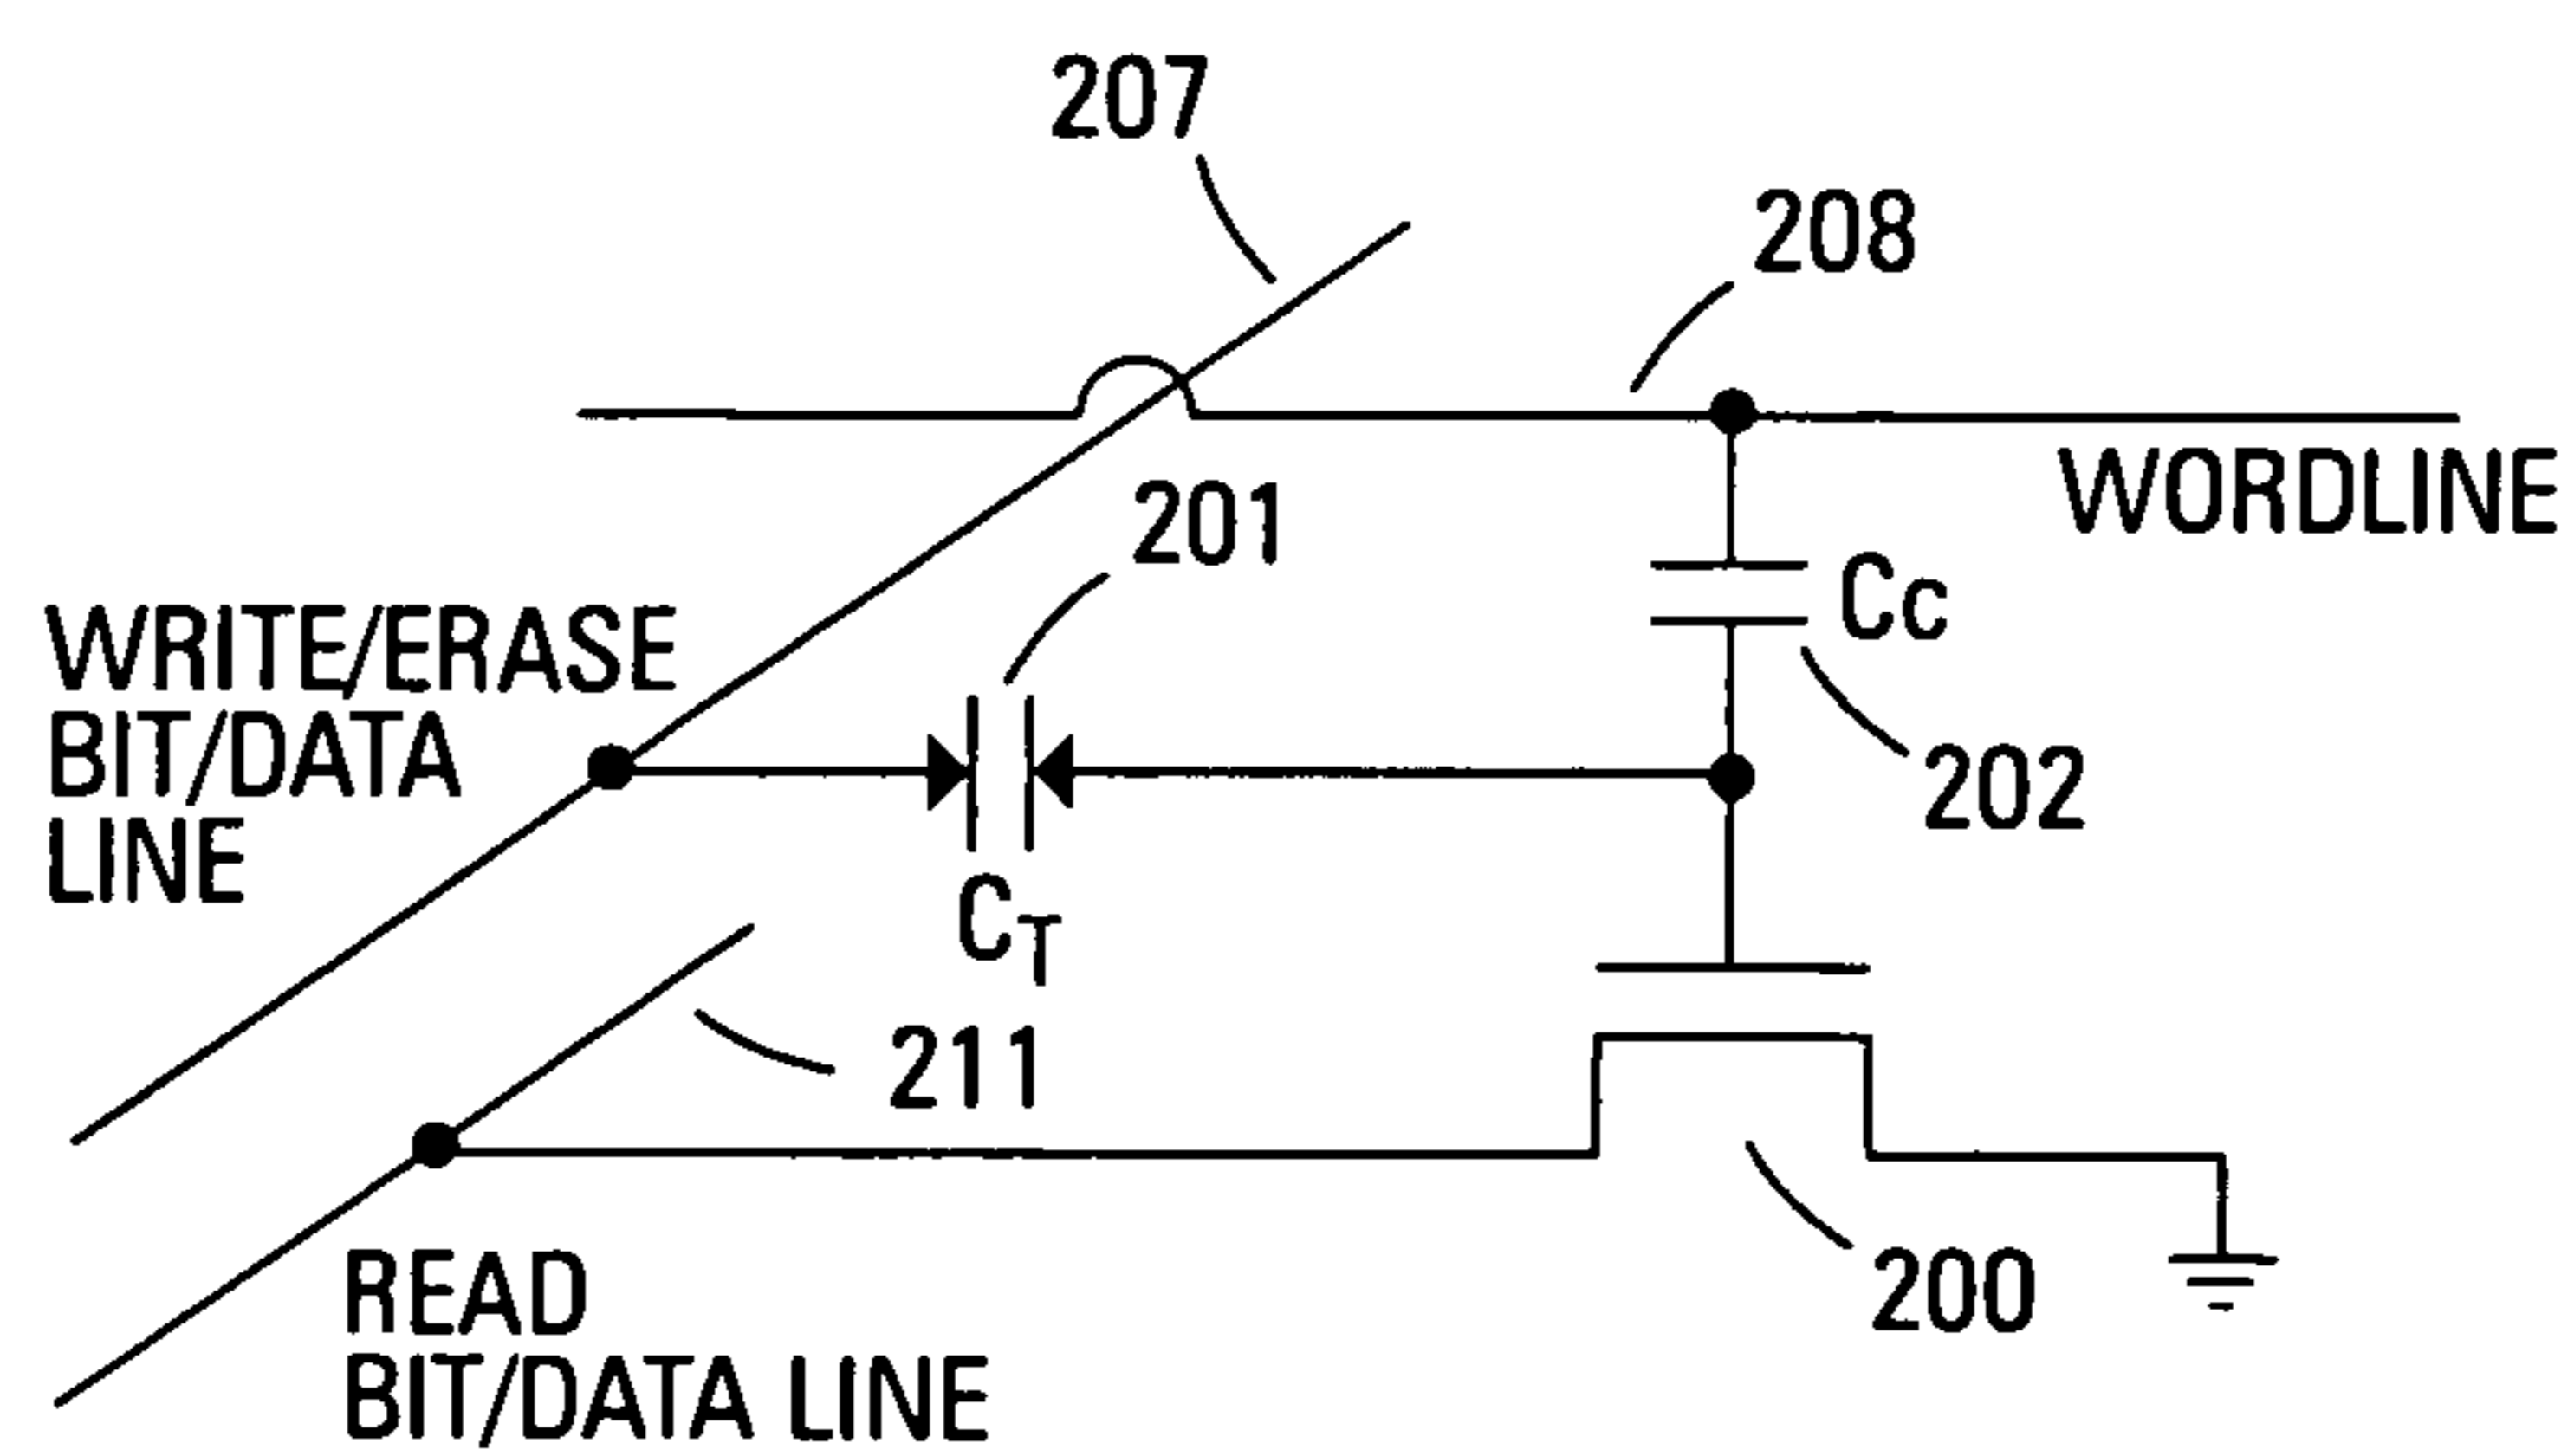 207
208
WORDLINE
201
Cc
WRITE/ERASE
BIT/DATA
LINE
202
CT
211
200
READ
BIT/DATA LINE